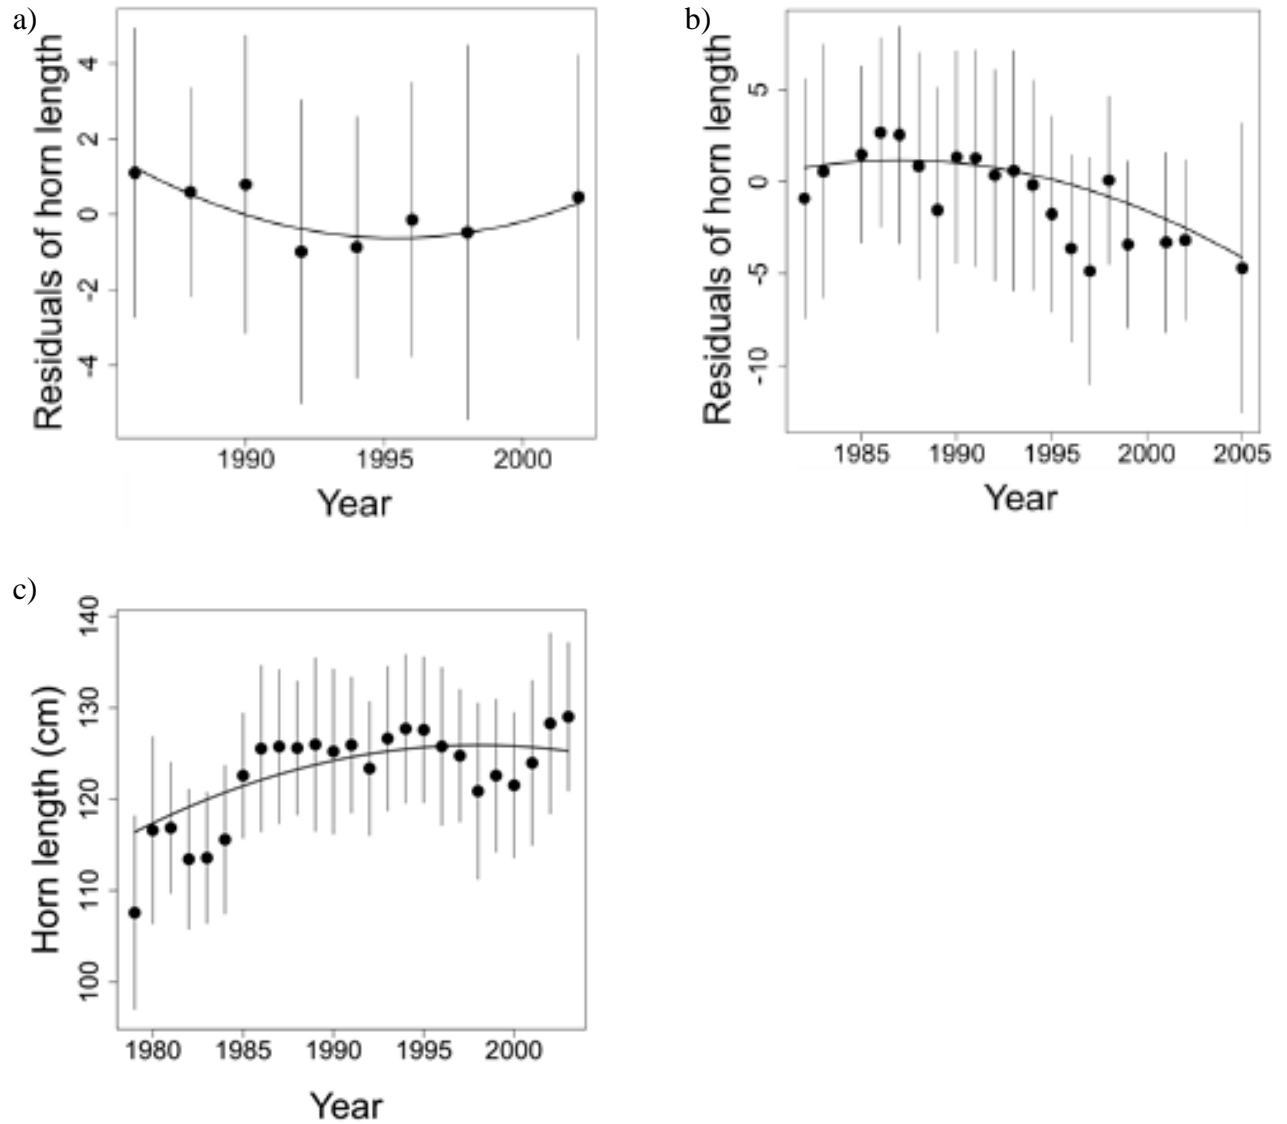 a)
Residuals of horn length
4
2
0
-2
-4
1990 1995 2000
Year
b)
Residuals of horn length
5
0
-5
-10
1985 1990 1995 2000 2005
Year
c)
Horn length (cm)
140
130
120
110
100
1980 1985 1990 1995 2000
Year